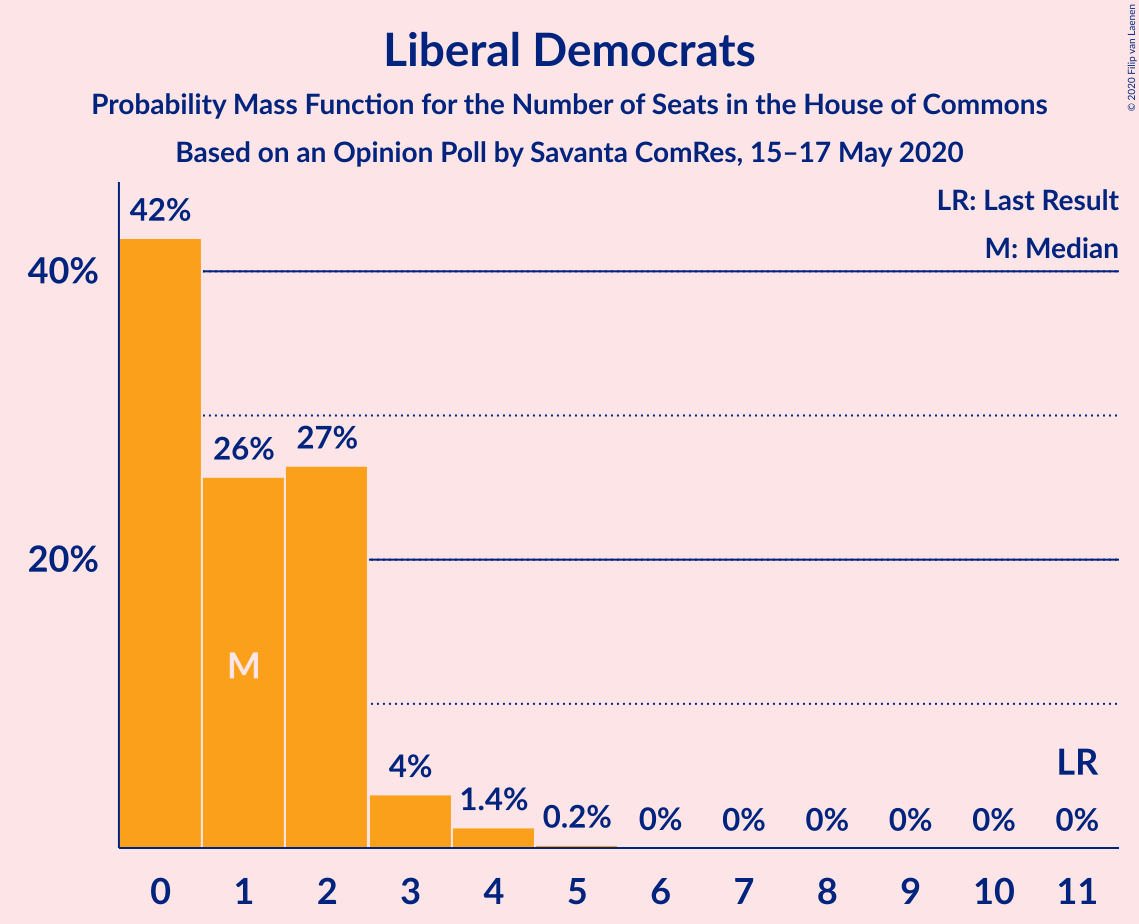 Liberal Democrats
Probability Mass Function for the Number of Seats in the House of Commons
Based on an Opinion Poll by Savanta ComRes, 15–17 May 2020
© 2020 Filip van Laenen
LR: Last Result
M: Median
42%
40%
26%
27%
20%
M
4%
1.4%
0.2%
0%
0%
0%
0%
0%
LR
0%
0 1 2 3 4 5 6 7 8 9 10 11